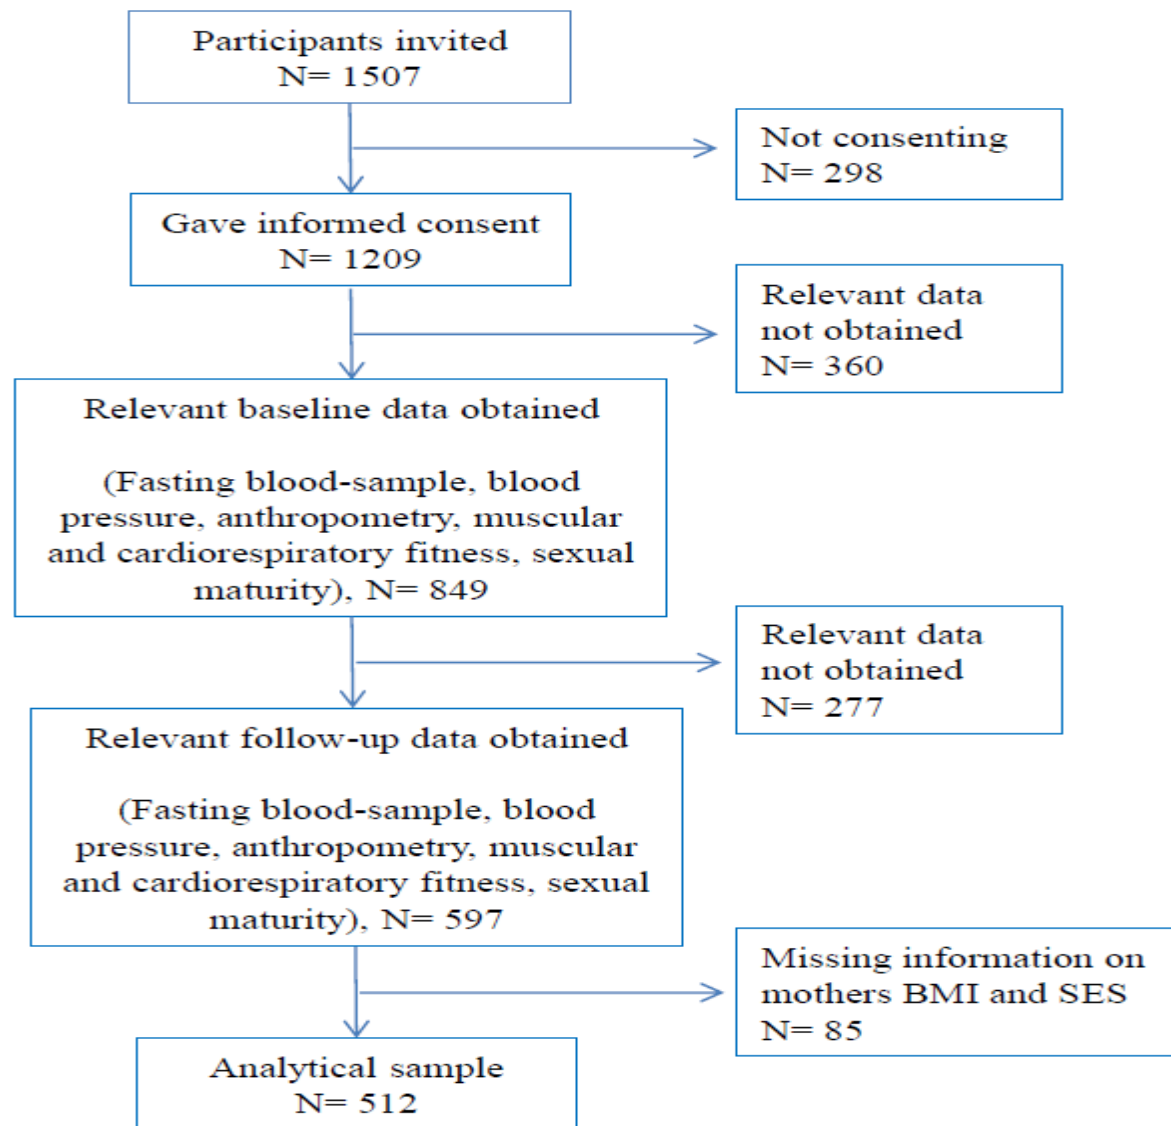 Participants invited
N= 1507
Not consenting
N= 298
Gave informed consent
N= 1209
Relevant data
not obtained
N= 360
Relevant baseline data obtained
(Fasting blood-sample, blood
pressure, anthropometry, muscular
and cardiorespiratory fitness, sexual
maturity), N= 849
Relevant data
not obtained
N= 277
Relevant follow-up data obtained
(Fasting blood-sample, blood
pressure, anthropometry, muscular
and cardiorespiratory fitness, sexual
maturity), N= 597
Missing information on
mothers BMI and SES
N= 85
Analytical sample
N= 512